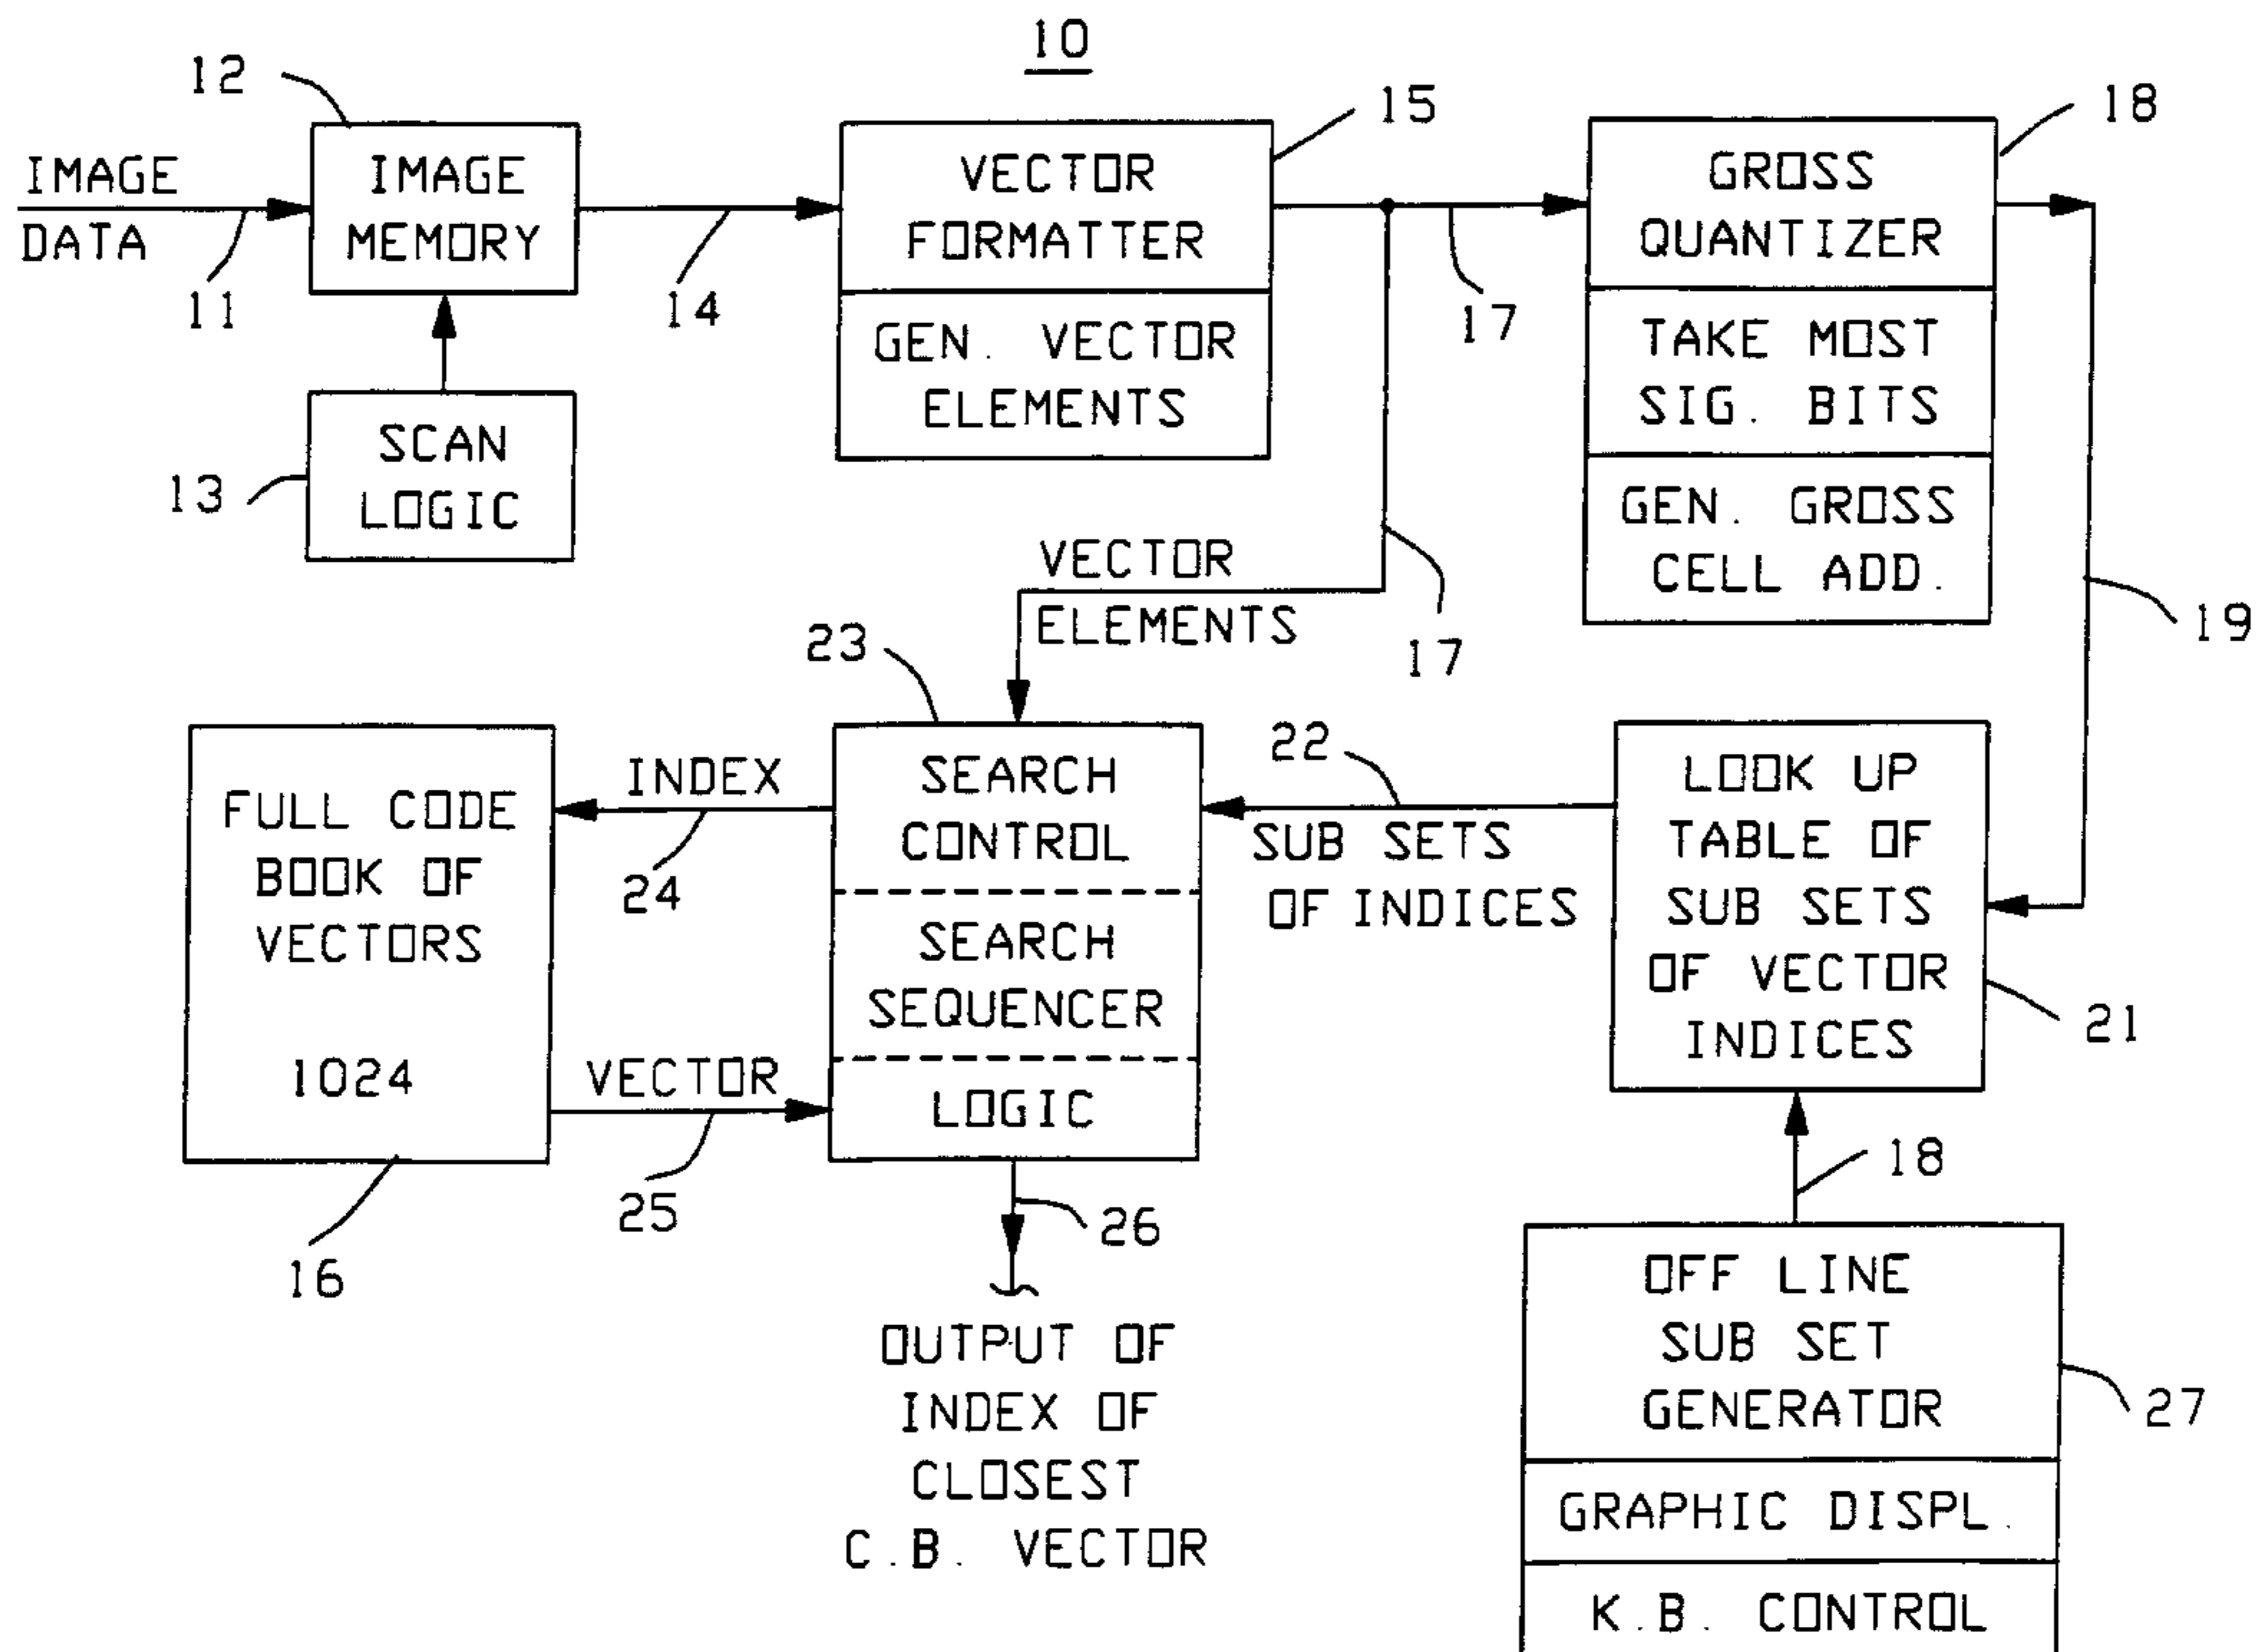 10
12
15
18
IMAGE
DATA
11
IMAGE
MEMORY
14
VECTOR
FORMATTER
GEN. VECTOR
ELEMENTS
17
GROSS
QUANTIZER
TAKE MOST
SIG. BITS
GEN. GROSS
CELL ADD.
13
SCAN
LOGIC
VECTOR
ELEMENTS
17
19
23
FULL CODE
BOOK OF
VECTORS
1024
16
INDEX
24
VECTOR
25
SEARCH
CONTROL
SEARCH
SEQUENCER
LOGIC
22
SUB SETS
OF INDICES
LOOK UP
TABLE OF
SUB SETS
OF VECTOR
INDICES
21
26
18
OUTPUT OF
INDEX OF
CLOSEST
C.B. VECTOR
OFF LINE
SUB SET
GENERATOR
27
GRAPHIC DISPL.
K.B. CONTROL